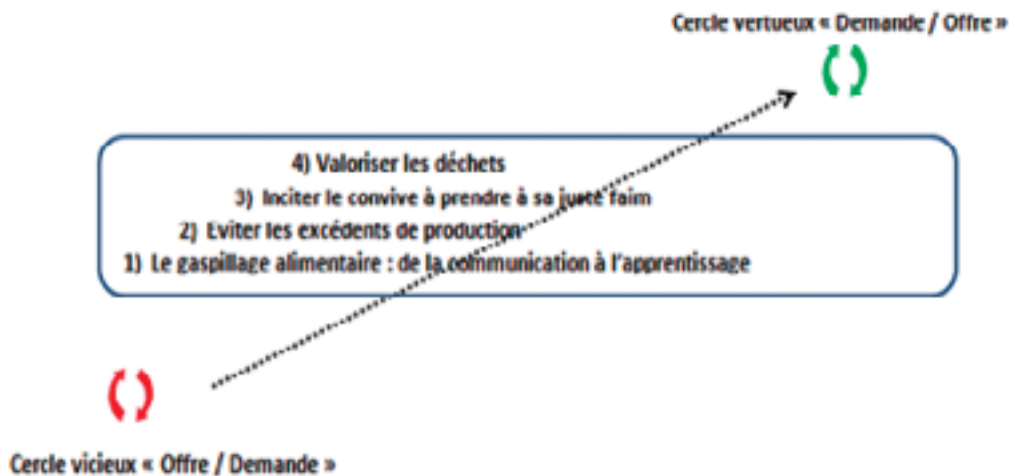 Cercle vertueux « Demande / Offre »
4) Valoriser les déchets
3) Inciter le convive à prendre à sa juste faim
2) Eviter les excédents de production
1) Le gaspillage alimentaire : de la communication à l'apprentissage
Cercle vicieux « Offre / Demande »